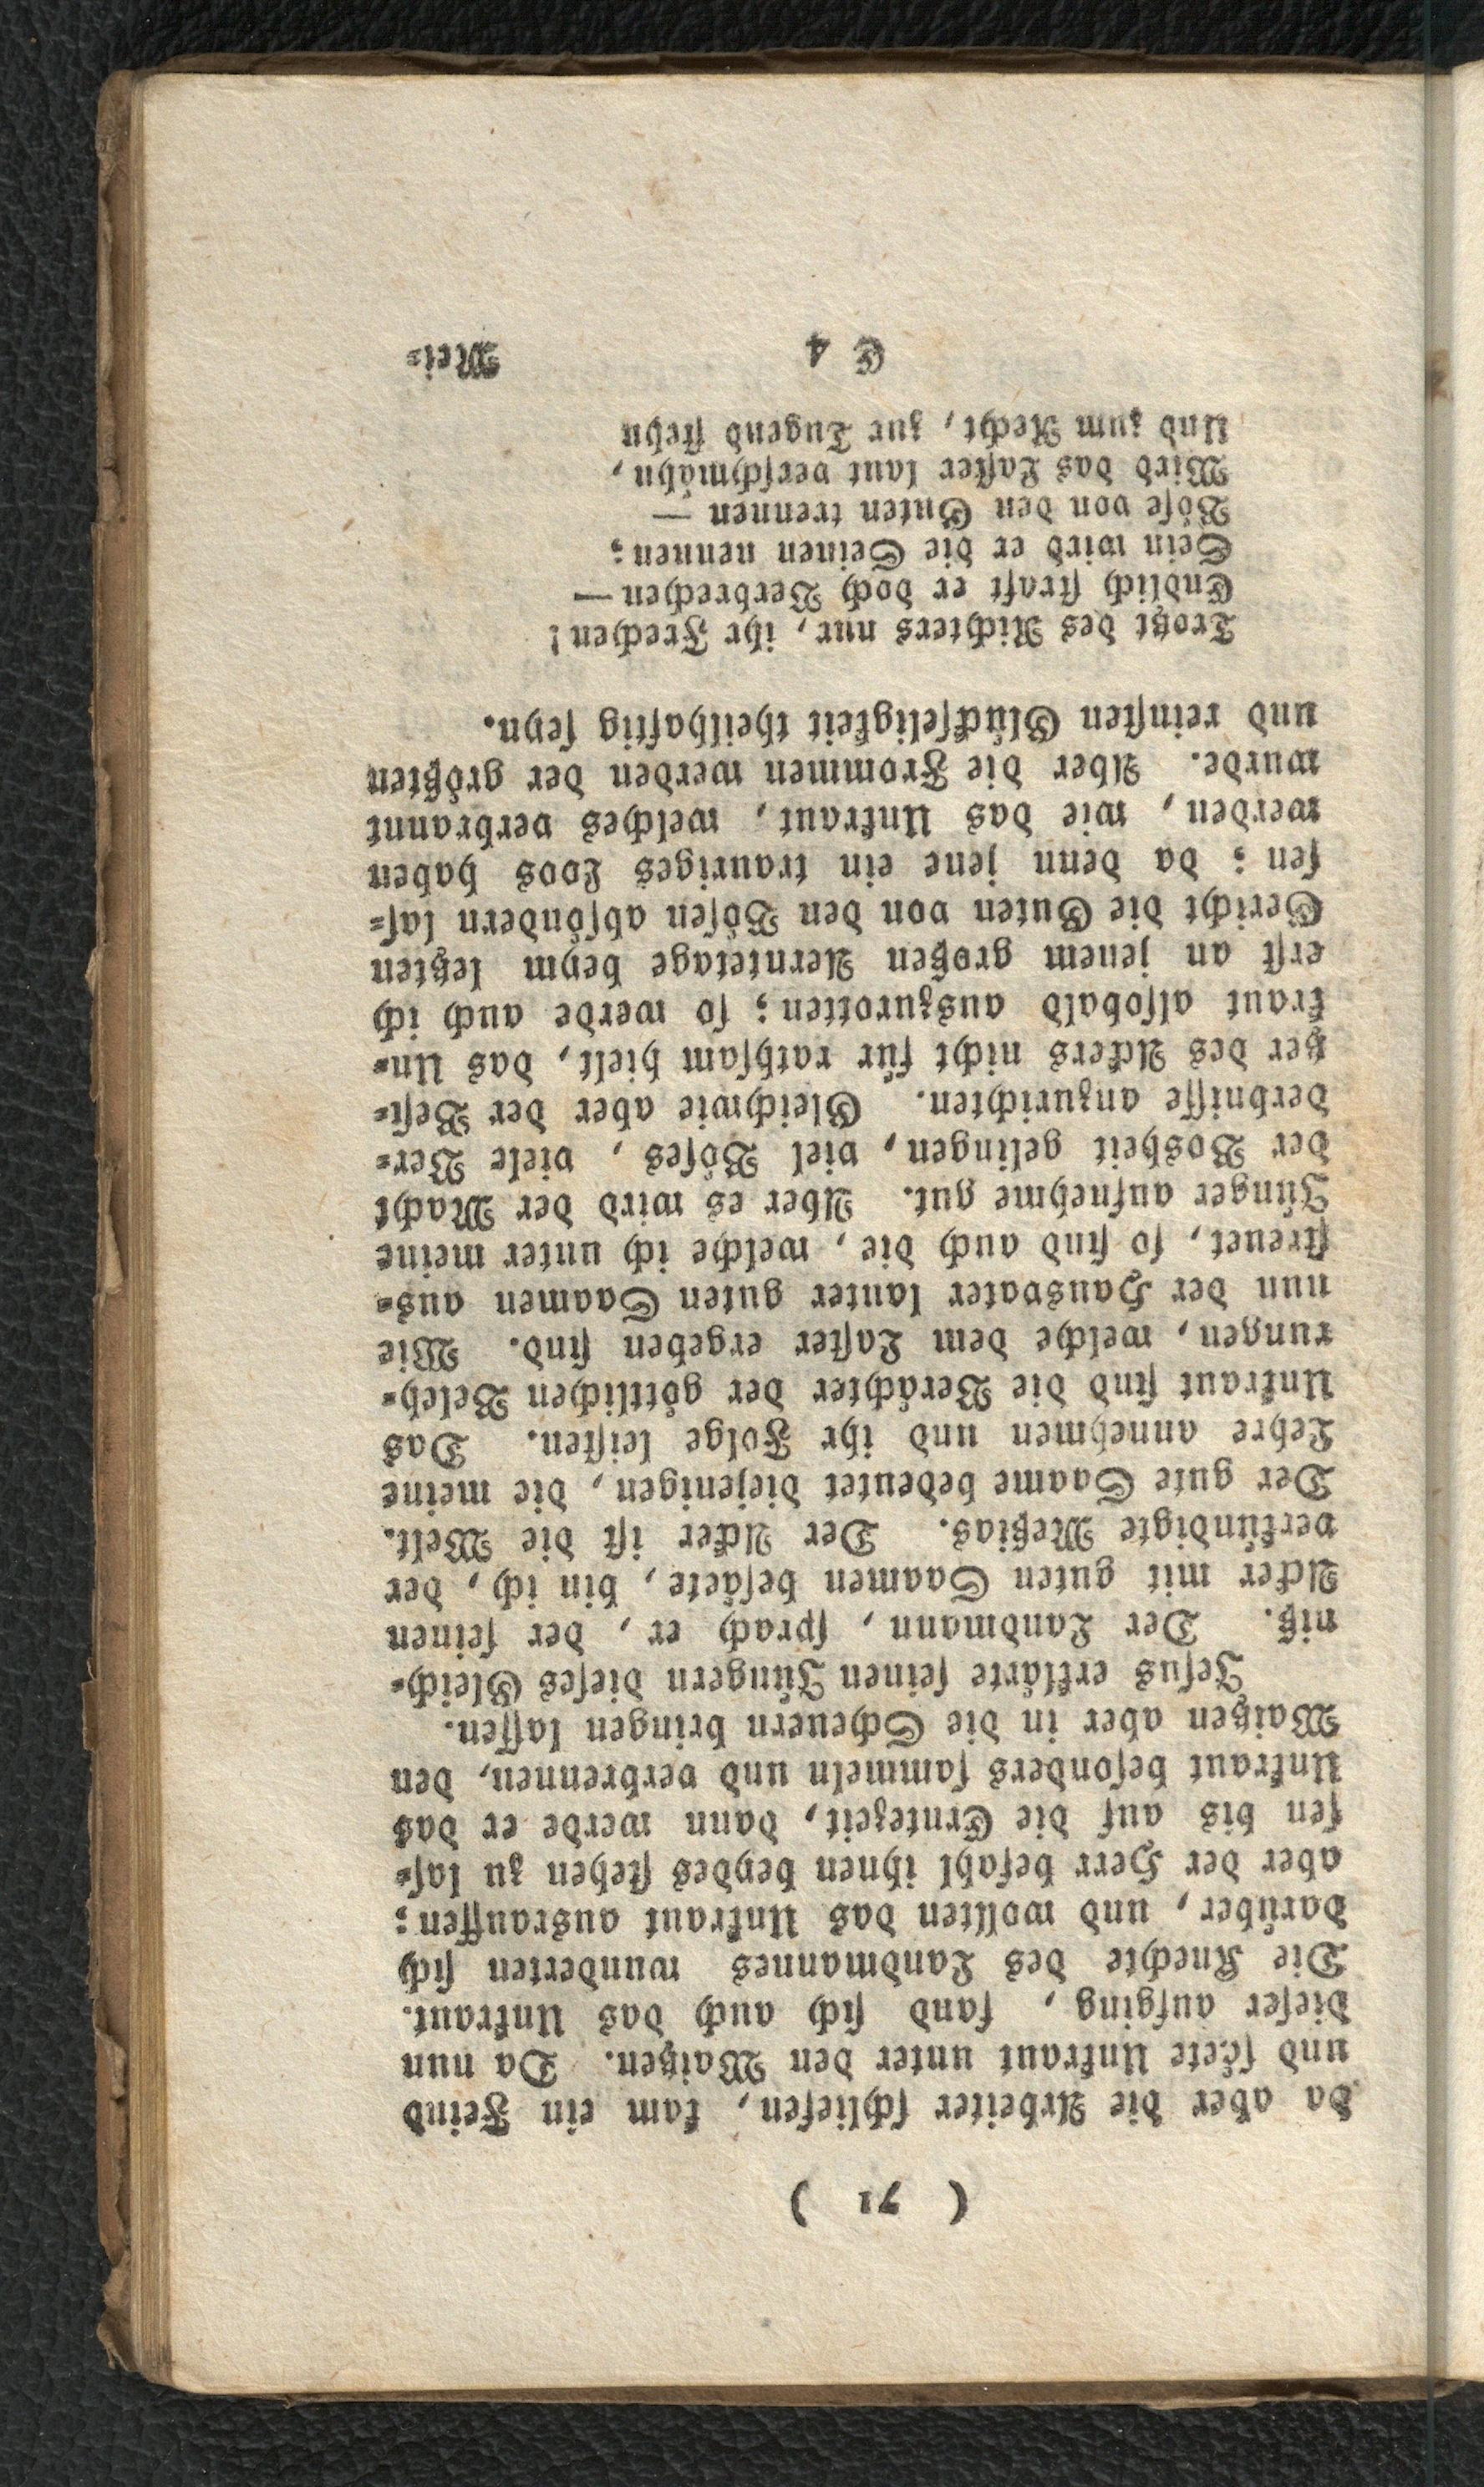 ( 71 )
da aber die Arbeiter ſchliefen, kam ein Feind
und ſäete Unkraut unter den Waizen. Da nun
dieſer aufging, fand ſich auch das Unkraut.
Die Knechte des Landmannes wunderten ſich
darüber, und wollten das Unkraut ausrauffen;
aber der Herr befahl ihnen beydes ſtehen zu laſ-
ſen bis auf die Erntezeit, dann werde er das
Unkraut beſonders ſammeln und verbrennen, den
Waizen aber in die Scheuern bringen laſſen.
Jeſus erklärte ſeinen Jüngern dieſes Gleich-
niß. Der Landmann, ſprach er, der ſeinen
Acker mit guten Saamen beſäete, bin ich, der
verkündigte Meßias. Der Acker iſt die Welt.
Der gute Saame bedeutet diejenigen, die meine
Lehre annehmen und ihr Folge leiſten. Das
Unkraut ſind die Verächter der göttlichen Beleh-
rungen, welche dem Laſter ergeben ſind. Wie
nun der Hausvater lauter guten Saamen aus-
ſtreuet, ſo ſind auch die, welche ich unter meine
Jünger aufnehme gut. Aber es wird der Macht
der Bosheit gelingen, viel Böſes, viele Ver-
derbniſſe anzurichten. Gleichwie aber der Beſi-
tzer des Ackers nicht für rathſam hielt, das Un-
kraut alſobald auszurotten; ſo werde auch ich
erſt an jenem großen Aerntetage beym letzten
Gericht die Guten von den Böſen abſöndern laſ-
ſen; da denn jene ein trauriges Loos haben
werden, wie das Unkraut, welches verbrannt
wurde. Aber die Frommen werden der größten
und reinſten Glückſeligkeit theilhaftig ſeyn.
Trotzt des Richters nur, ihr Frechen!
Endlich ſtraft er doch Verbrechen —
Sein wird er die Seinen nennen;
Böſe von den Guten trennen —
Wird das Laſter laut verſchmähn,
Und zum Recht, zur Tugend ſtehn
E 4 Mei-